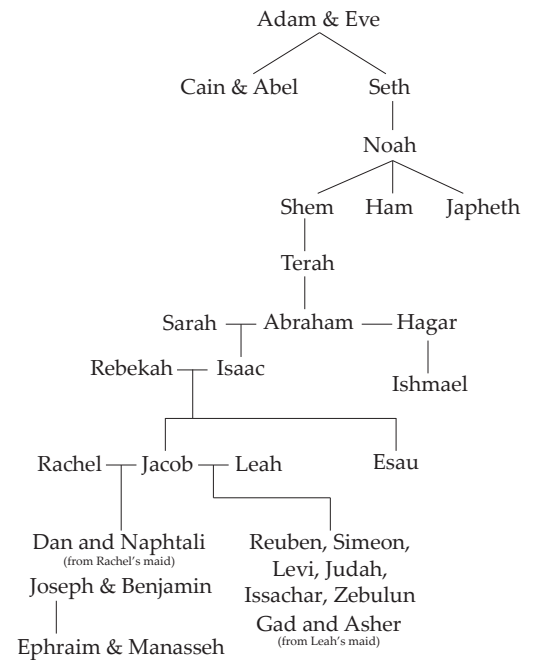 Adam & Eve
Cain & Abel Seth
Noah
Shem Ham Japheth
Terah
Sarah Abraham Hagar
Rebekah Isaac
Ishmael
Rachel Jacob Leah Esau
Dan and Naphtali
(from Rachel's maid)
Joseph & Benjamin
Ephraim & Manasseh
Reuben, Simeon,
Levi, Judah,
Issachar, Zebulun
Gad and Asher
(from Leah's maid)